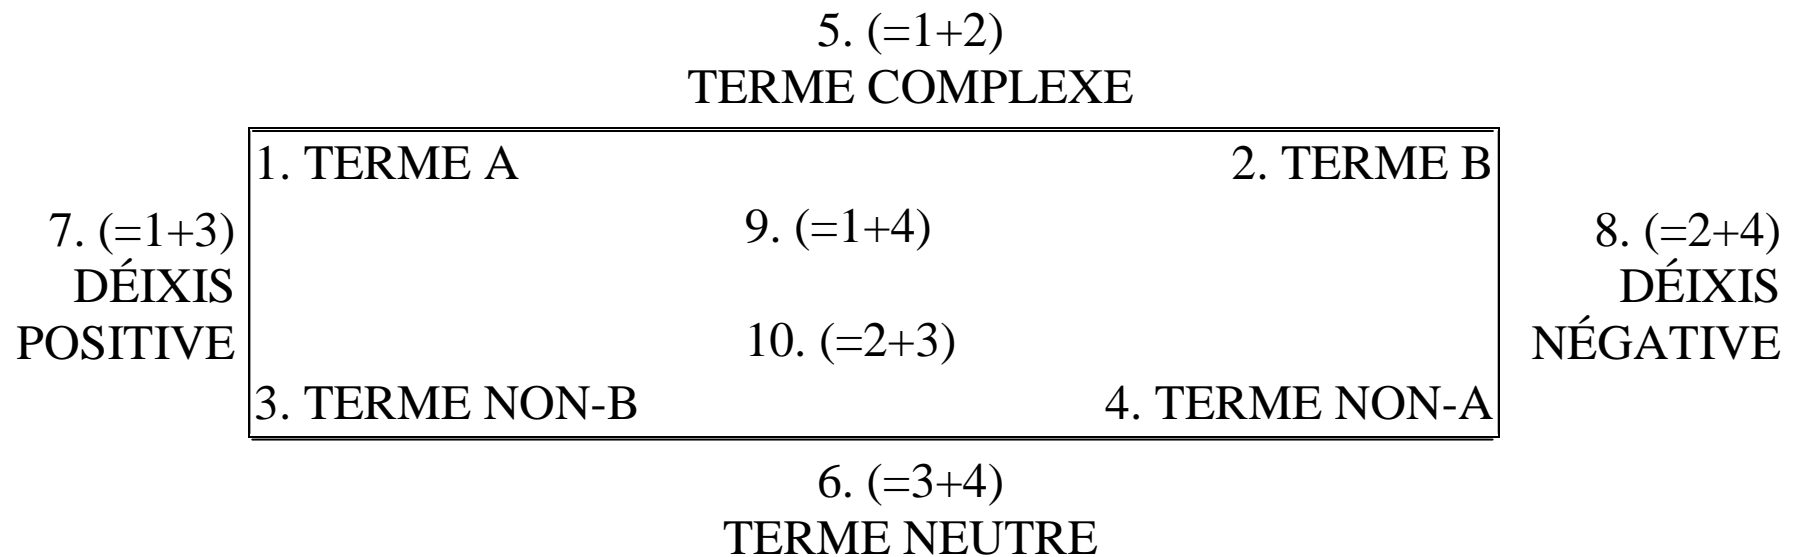 5. (=1+2)
TERME COMPLEXE
1. TERME A
2. TERME B
7. (=1+3)
DÉIXIS
POSITIVE
9. (=1+4)
10. (=2+3)
8. (=2+4)
DÉIXIS
NÉGATIVE
3. TERME NON-B
4. TERME NON-A
6. (=3+4)
TERME NEUTRE